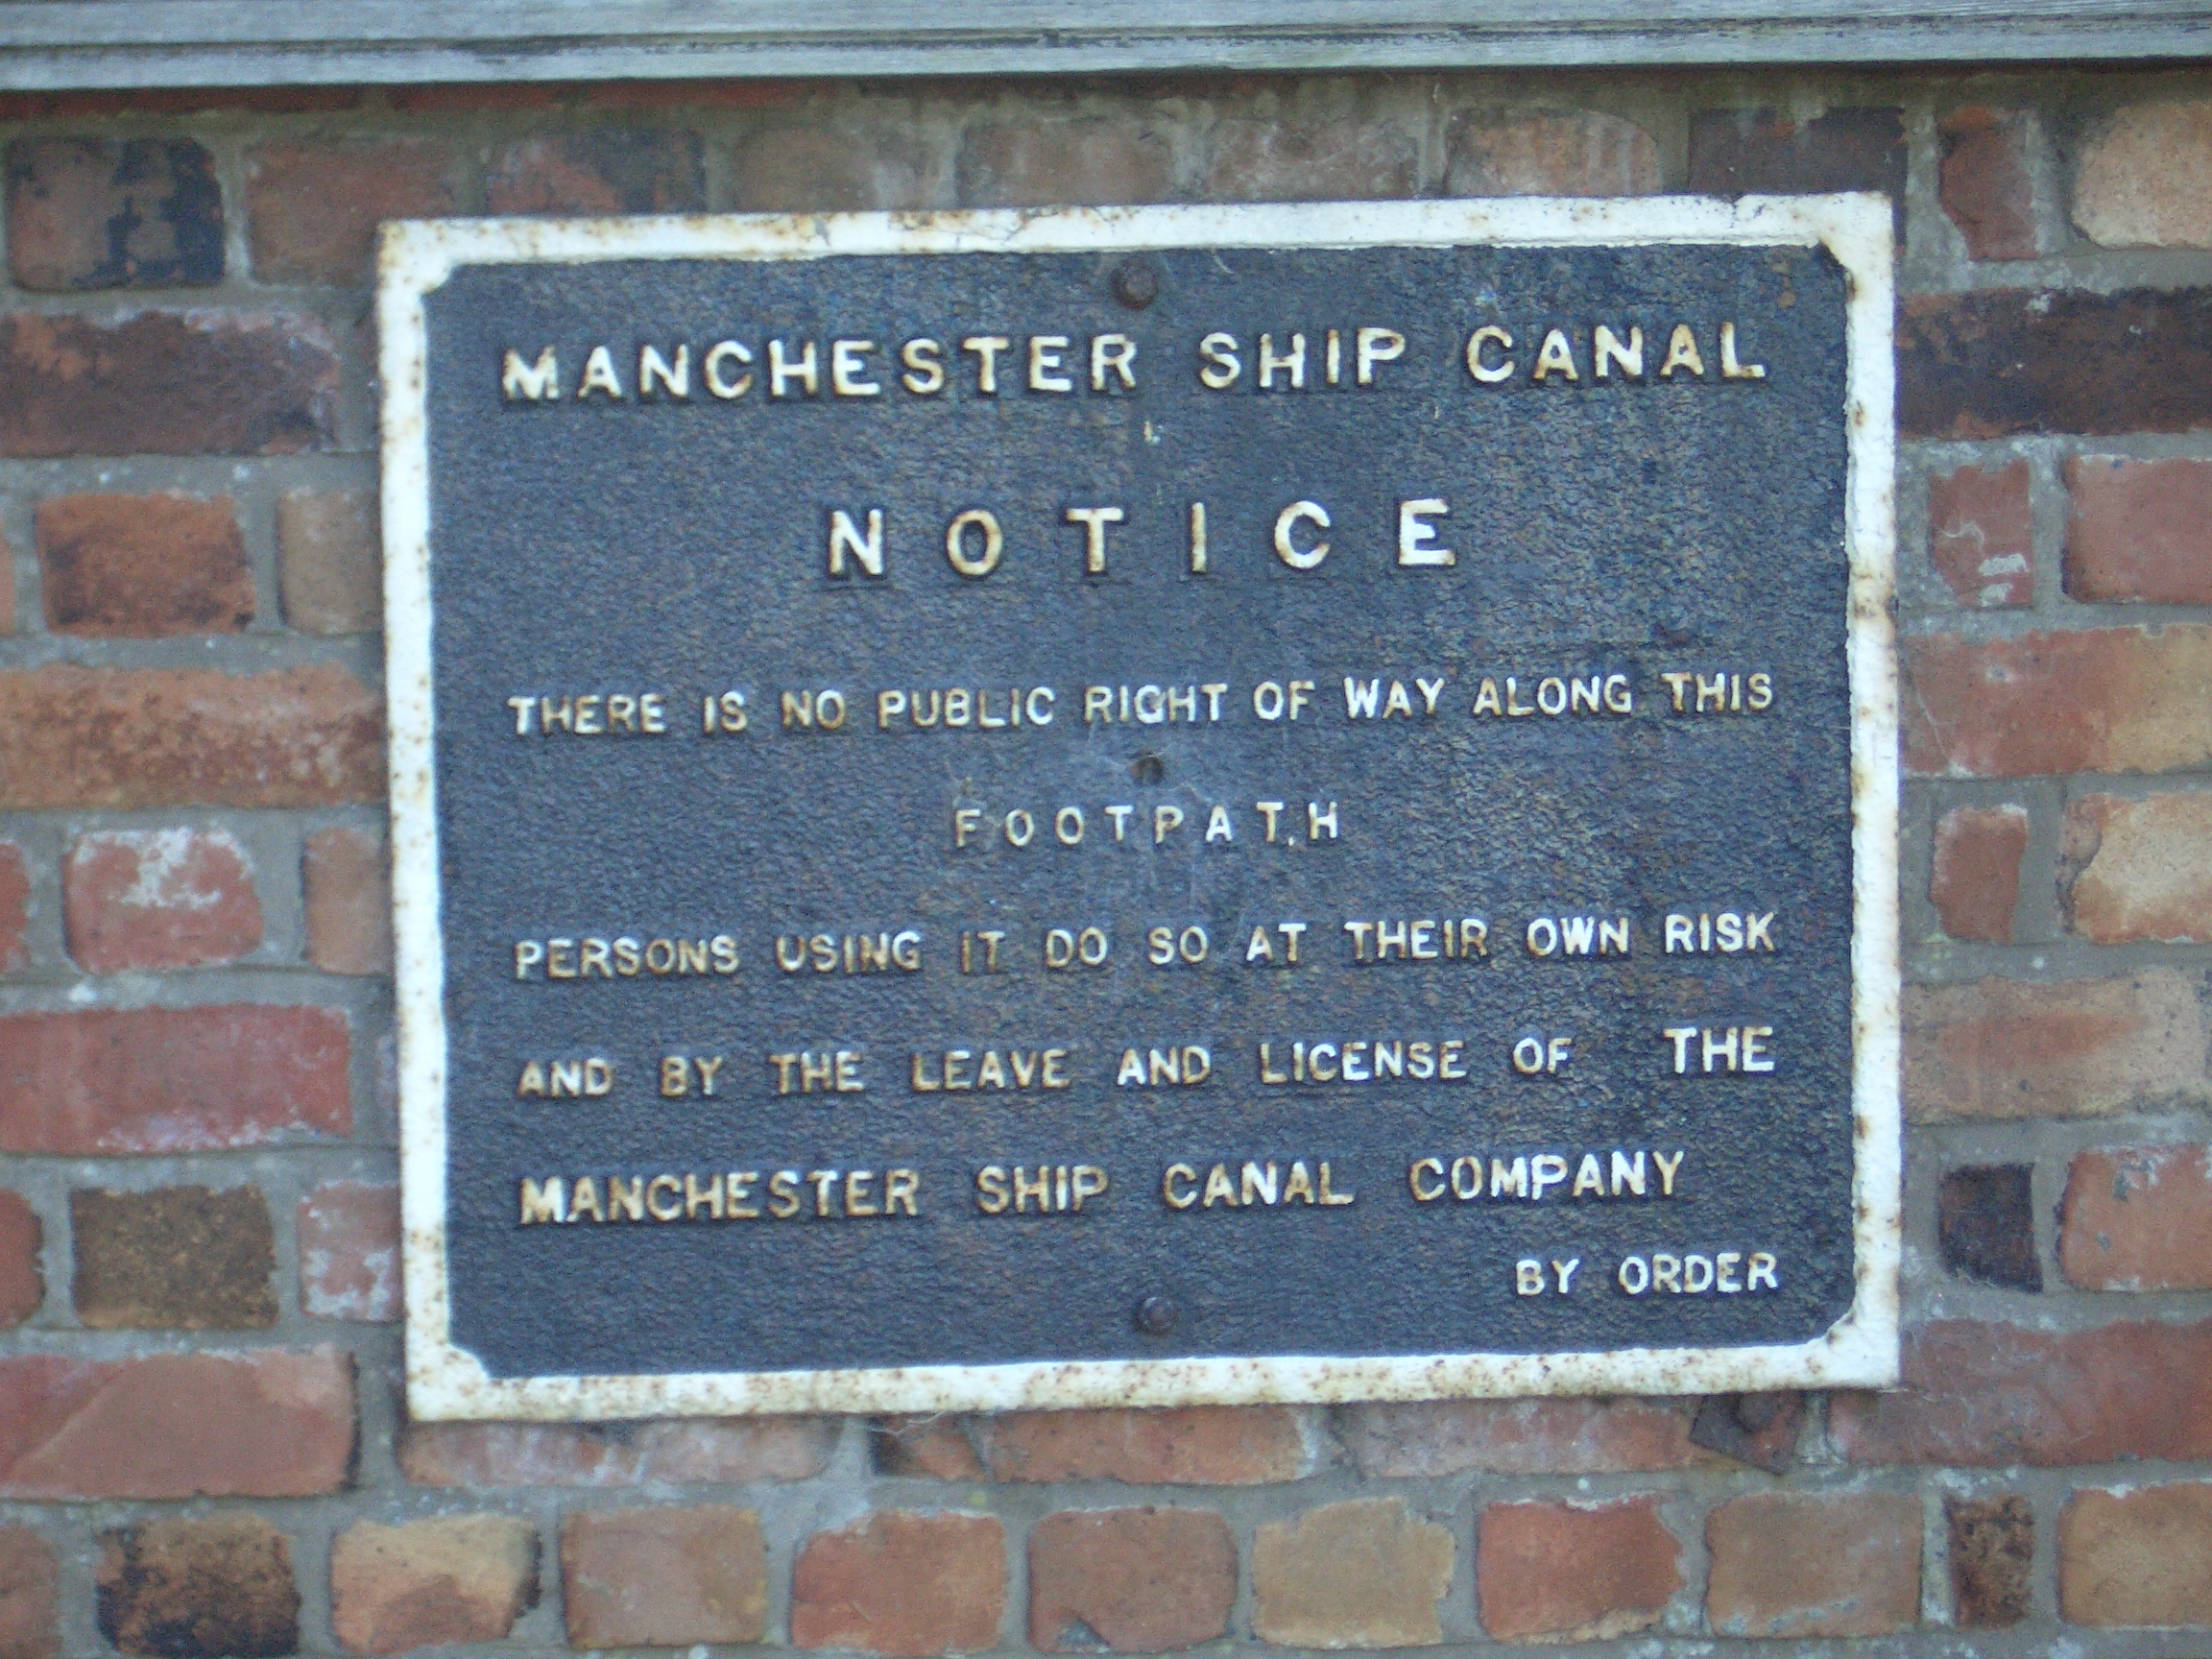 MANCHESTER SHIP CANAL
NOTICE
THERE IS NO PUBLIC RIGHT OF WAY ALONG THIS
FOOTPATH
PERSONS USING IT DO SO AT THEIR OWN RISK
AND BY THE LEAVE AND LICENSE OF THE
MANCHESTER SHIP CANAL COMPANY
BY ORDER